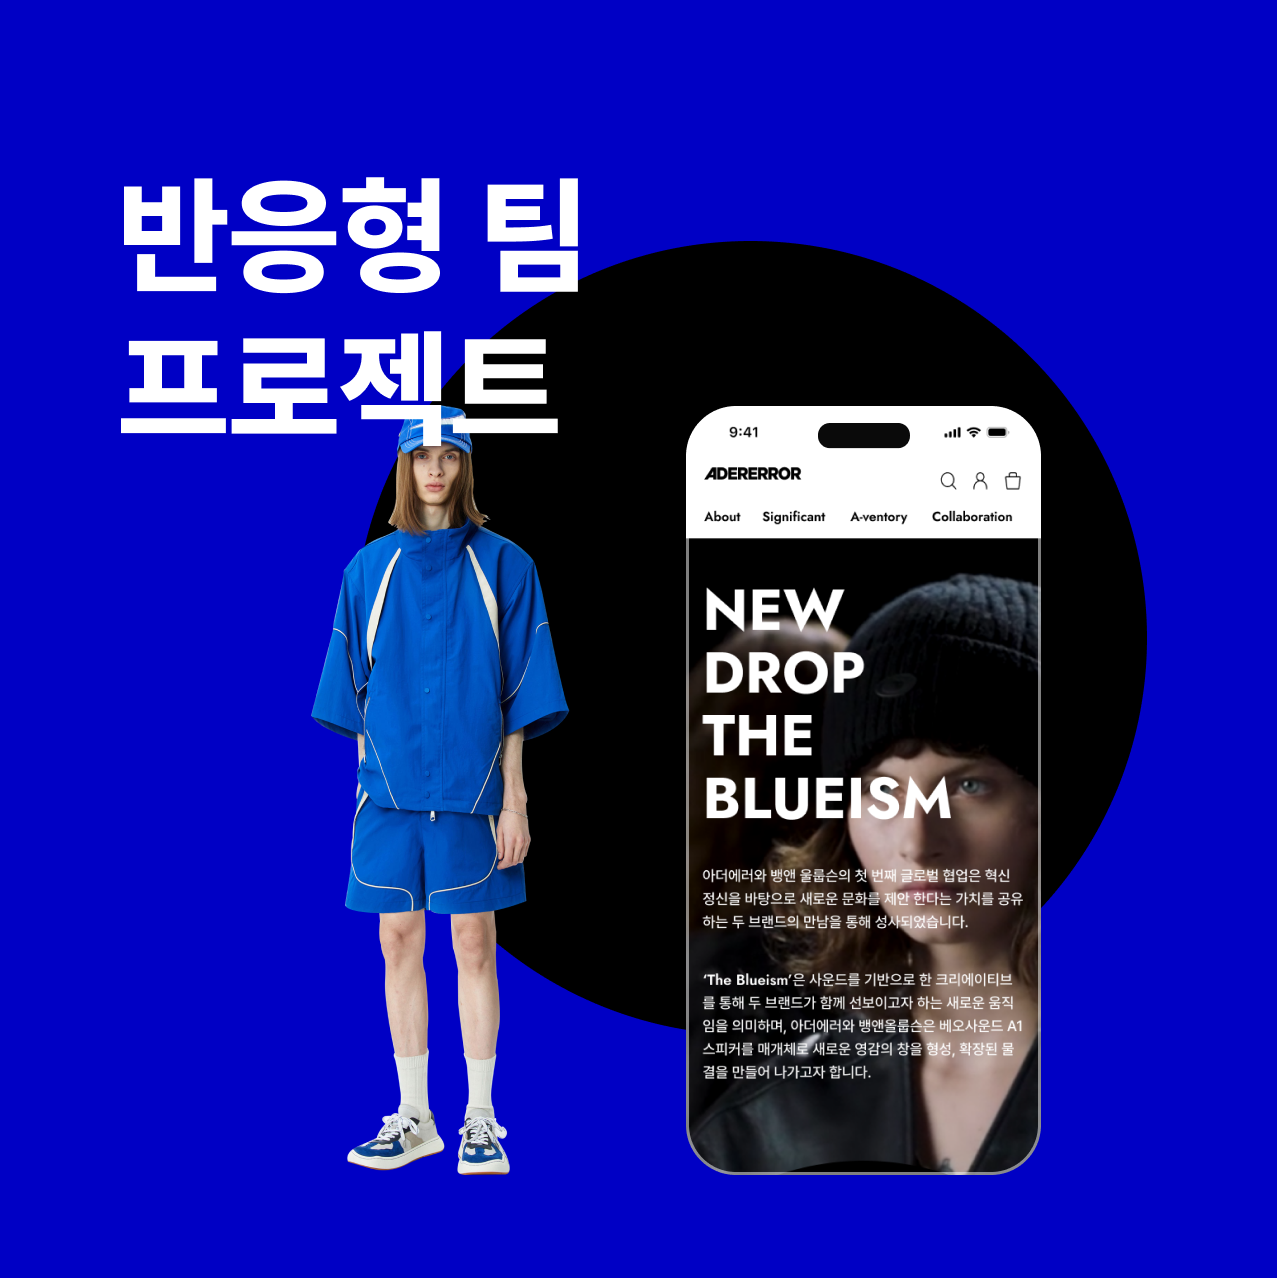 반응형 팀
프로젝트
9:41
ADERERROR
About Significant A-ventory Collaboration
NEW
DROP
THE
BLUEISM
아더에러와 뱅앤 울룹슨의 첫 번째 글로벌 협업은 혁신
정신을 바탕으로 새로운 문화를 제안 한다는 가치를 공유
하는 두 브랜드의 만남을 통해 성사되었습니다.
‘The Blueism’은 사운드를 기반으로 한 크리에이티브
를 통해 두 브랜드가 함께 선보이고자 하는 새로운 움직
임을 의미하며, 아더에러와 뱅앤올룹슨은 베오사운드 A1
스피커를 매개체로 새로운 영감의 창을 형성, 확장된 물
결을 만들어 나가고자 합니다.